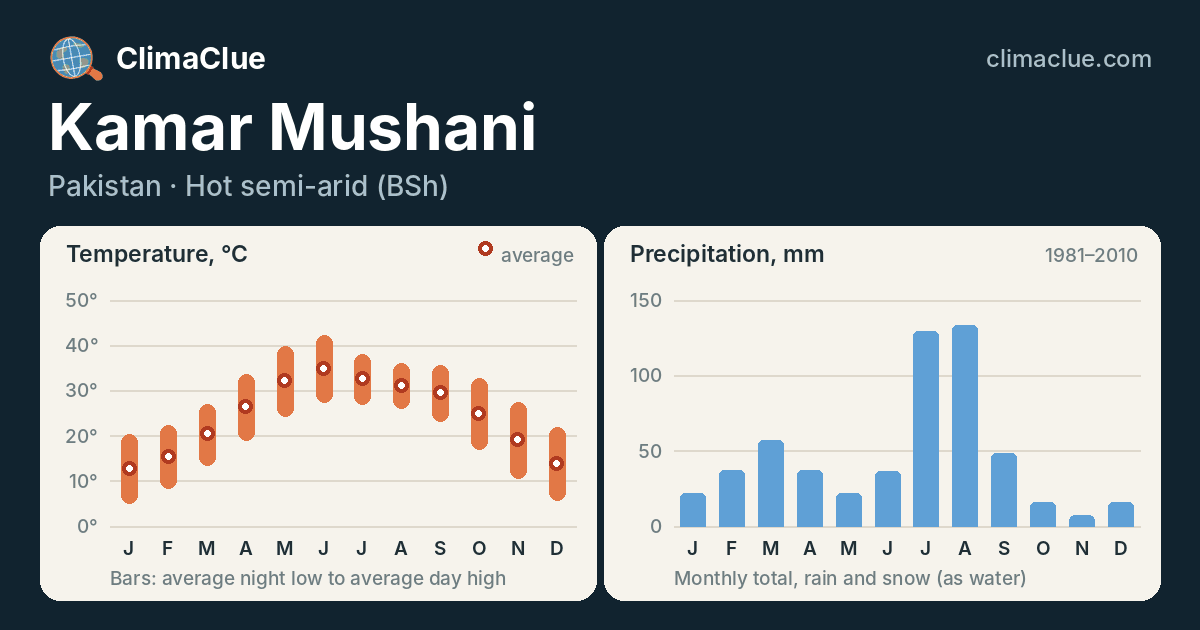 ClimaClue
climaclue.com
Kamar Mushani
Pakistan · Hot semi-arid (BSh)
Temperature, °C
average
50°
40°
30°
20°
10°
0°
J F M A M J J A S O N D
Bars: average night low to average day high
Precipitation, mm
1981–2010
150
100
50
0
J F M A M J J A S O N D
Monthly total, rain and snow (as water)